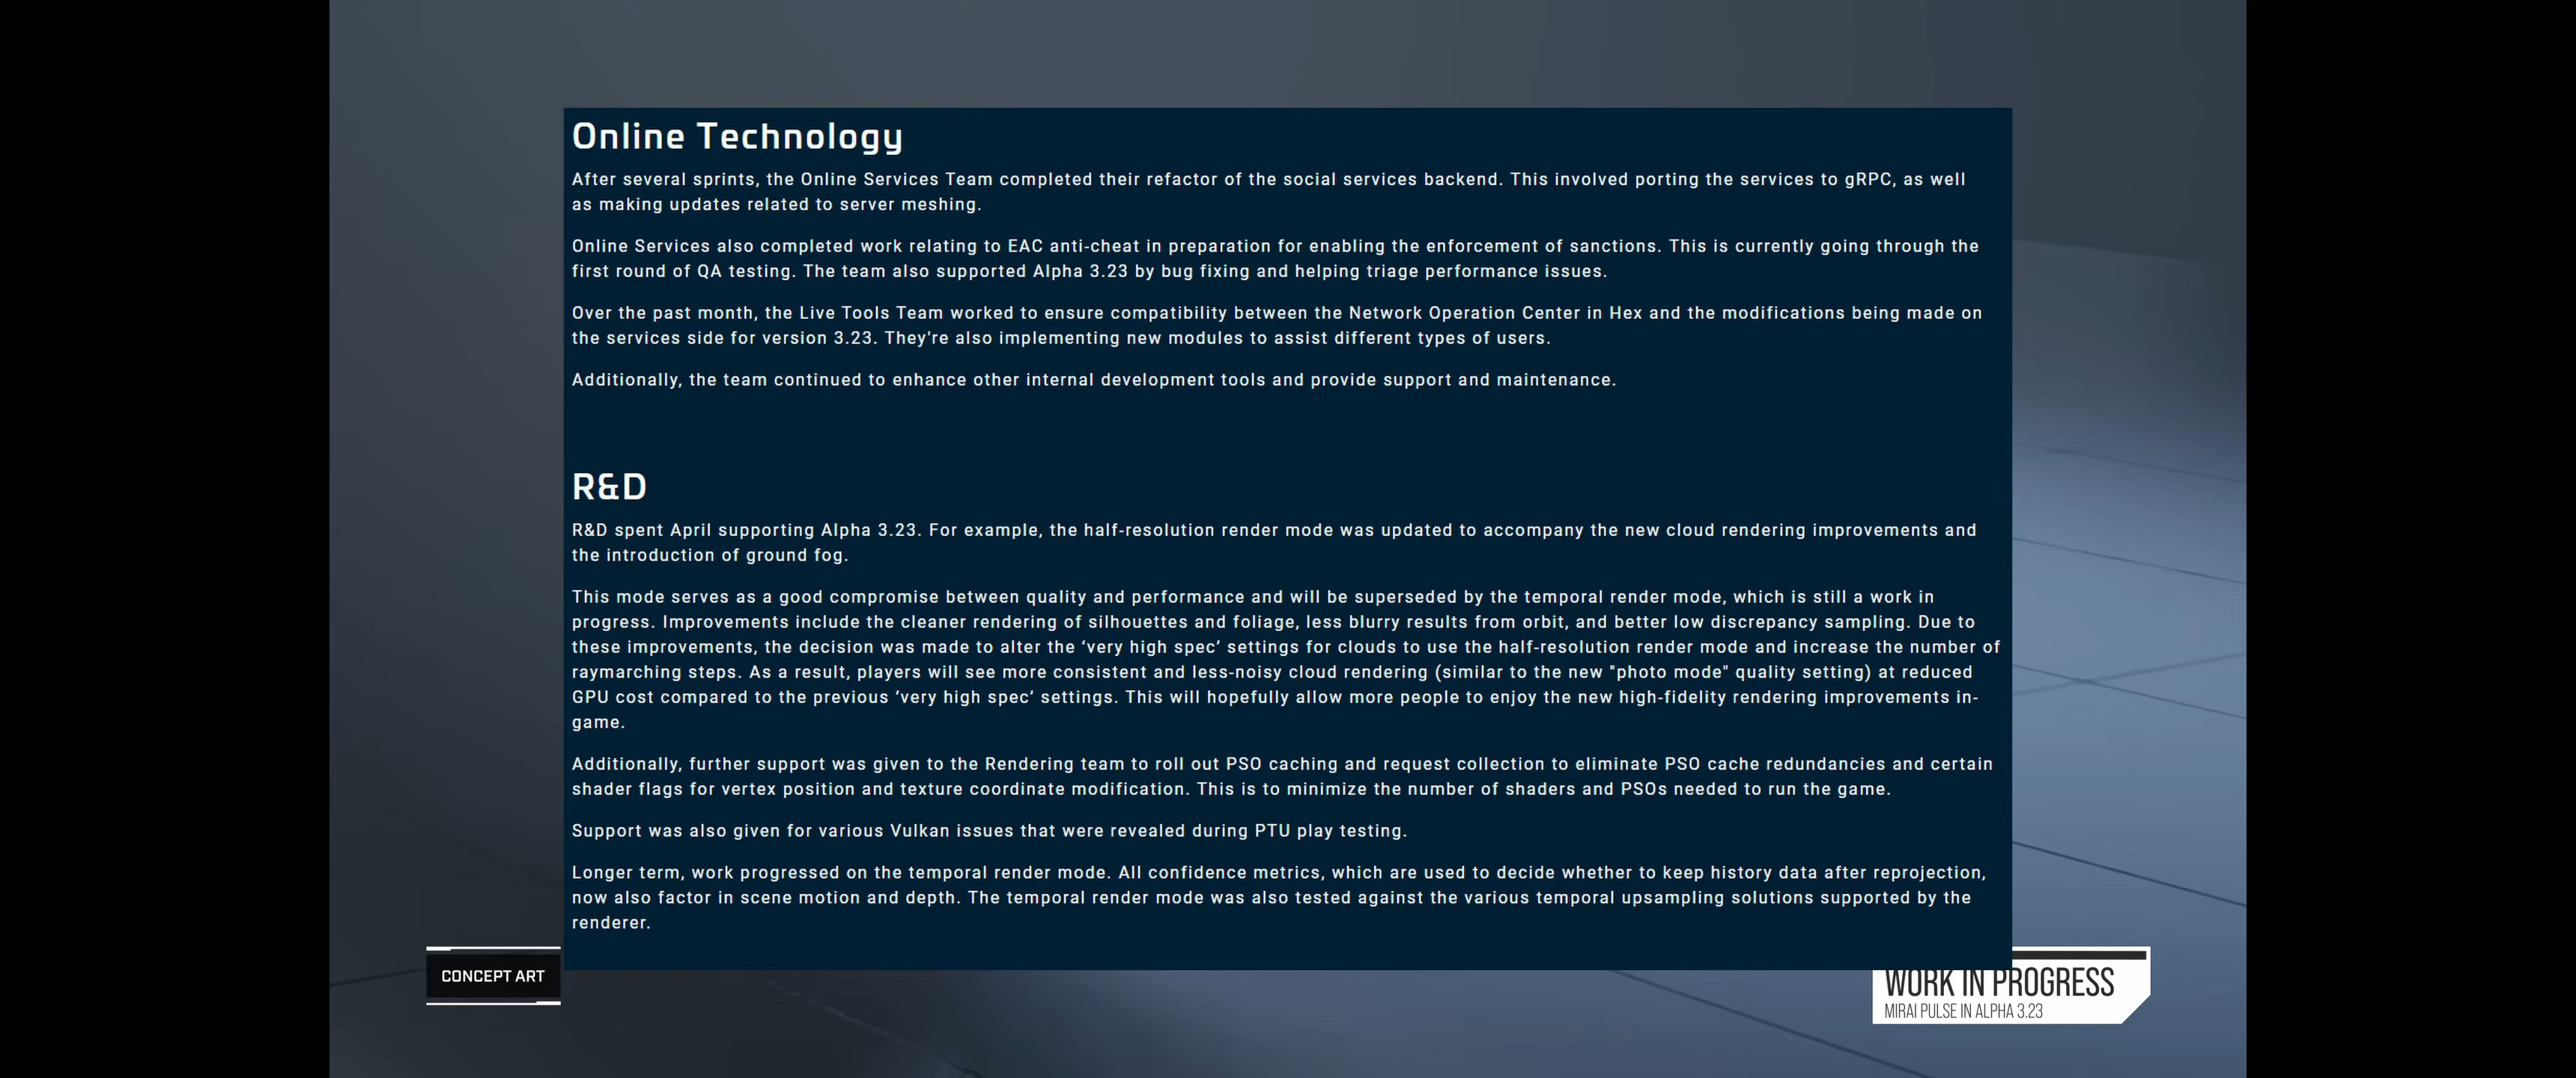 Online Technology
After several sprints, the Online Services Team completed their refactor of the social services backend. This involved porting the services to gRPC, as well
as making updates related to server meshing.
Online Services also completed work relating to EAC anti-cheat in preparation for enabling the enforcement of sanctions. This is currently going through the
first round of QA testing. The team also supported Alpha 3.23 by bug fixing and helping triage performance issues.
Over the past month, the Live Tools Team worked to ensure compatibility between the Network Operation Center in Hex and the modifications being made on
the services side for version 3.23. They're also implementing new modules to assist different types of users.
Additionally, the team continued to enhance other internal development tools and provide support and maintenance.
R&D
R&D spent April supporting Alpha 3.23. For example, the half-resolution render mode was updated to accompany the new cloud rendering improvements and
the introduction of ground fog.
This mode serves as a good compromise between quality and performance and will be superseded by the temporal render mode, which is still a work in
progress. Improvements include the cleaner rendering of silhouettes and foliage, less blurry results from orbit, and better low discrepancy sampling. Due to
these improvements, the decision was made to alter the ‘very high spec’ settings for clouds to use the half-resolution render mode and increase the number of
raymarching steps. As a result, players will see more consistent and less-noisy cloud rendering (similar to the new "photo mode" quality setting) at reduced
GPU cost compared to the previous ‘very high spec’ settings. This will hopefully allow more people to enjoy the new high-fidelity rendering improvements in-
game.
Additionally, further support was given to the Rendering team to roll out PSO caching and request collection to eliminate PSO cache redundancies and certain
shader flags for vertex position and texture coordinate modification. This is to minimize the number of shaders and PSOs needed to run the game.
Support was also given for various Vulkan issues that were revealed during PTU play testing.
Longer term, work progressed on the temporal render mode. All confidence metrics, which are used to decide whether to keep history data after reprojection,
now also factor in scene motion and depth. The temporal render mode was also tested against the various temporal upsampling solutions supported by the
renderer.
CONCEPT ART
WORK IN PROGRESS
MIRAI PULSE IN ALPHA 3.23